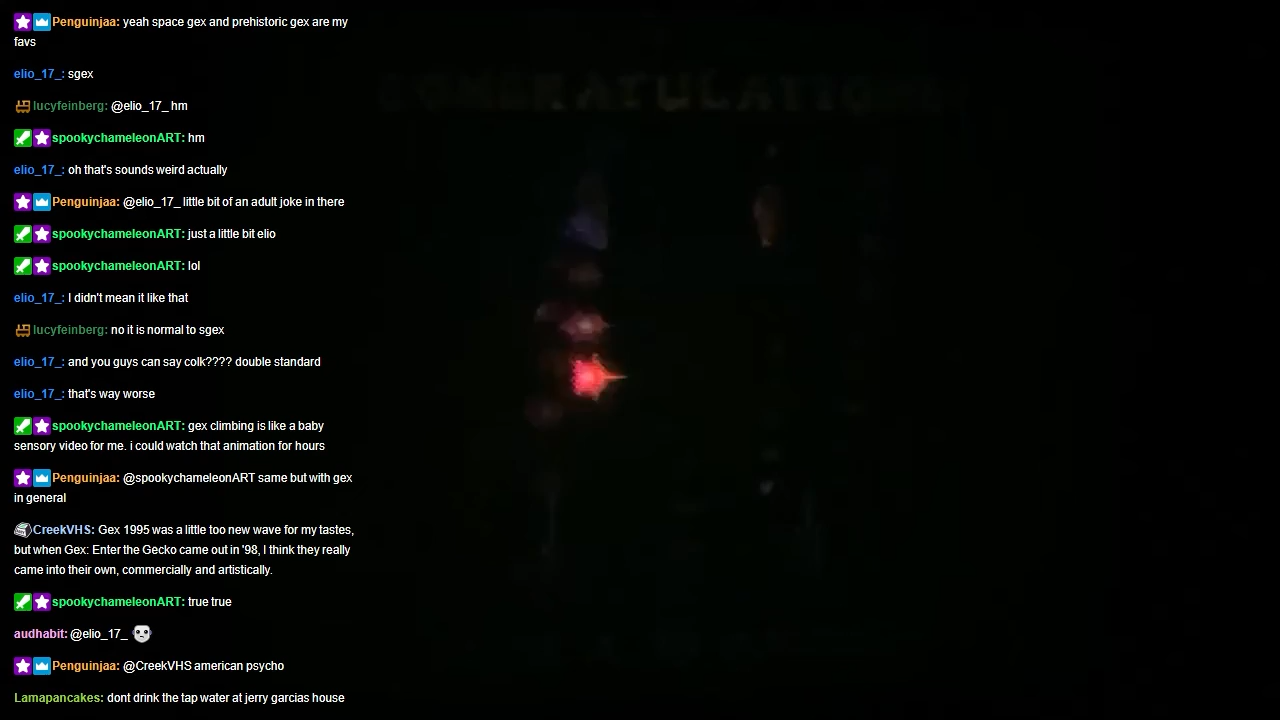 Penguinjaa: yeah space gex and prehistoric gex are my
favs
elio_17_: sgex
lucyfeinberg: @elio_17_ hm
spookychameleonART: hm
elio_17_: oh that's sounds weird actually
Penguinjaa: @elio_17_ little bit of an adult joke in there
spookychameleonART: just a little bit elio
spookychameleonART: lol
elio_17_: I didn't mean it like that
lucyfeinberg: no it is normal to sgex
elio_17_: and you guys can say colk???? double standard
elio_17_: that's way worse
spookychameleonART: gex climbing is like a baby
sensory video for me. i could watch that animation for hours
Penguinjaa: @spookychameleonART same but with gex
in general
CreekVHS: Gex 1995 was a little too new wave for my tastes,
but when Gex: Enter the Gecko came out in '98, I think they really
came into their own, commercially and artistically.
spookychameleonART: true true
audhabit: @elio_17_
Penguinjaa: @CreekVHS american psycho
Lamapancakes: dont drink the tap water at jerry garcias house